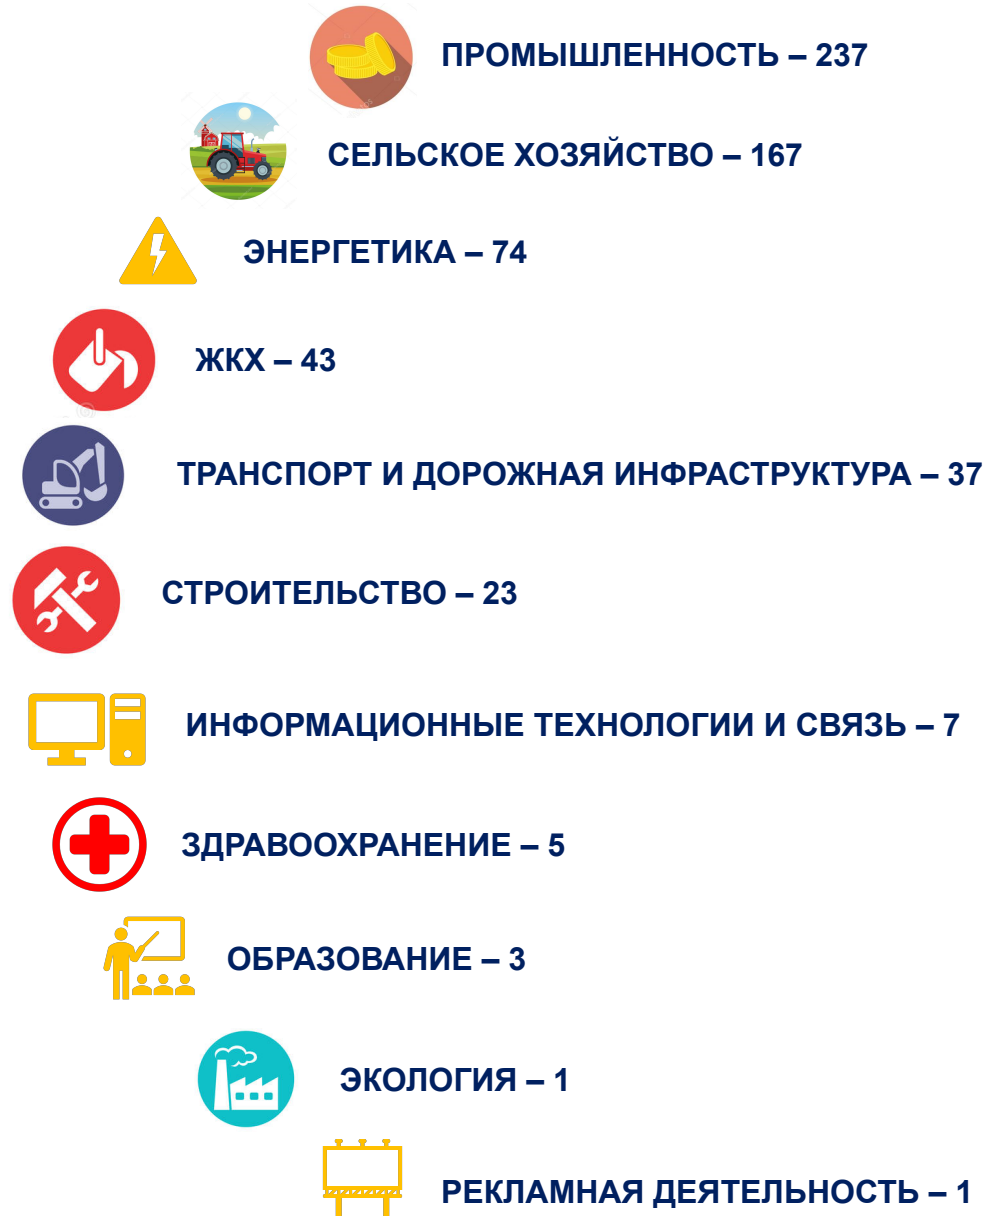 ПРОМЫШЛЕННОСТЬ – 237
СЕЛЬСКОЕ ХОЗЯЙСТВО – 167
ЭНЕРГЕТИКА – 74
ЖКХ – 43
ТРАНСПОРТ И ДОРОЖНАЯ ИНФРАСТРУКТУРА – 37
СТРОИТЕЛЬСТВО – 23
ИНФОРМАЦИОННЫЕ ТЕХНОЛОГИИ И СВЯЗЬ – 7
ЗДРАВООХРАНЕНИЕ – 5
ОБРАЗОВАНИЕ – 3
ЭКОЛОГИЯ – 1
РЕКЛАМНАЯ ДЕЯТЕЛЬНОСТЬ – 1